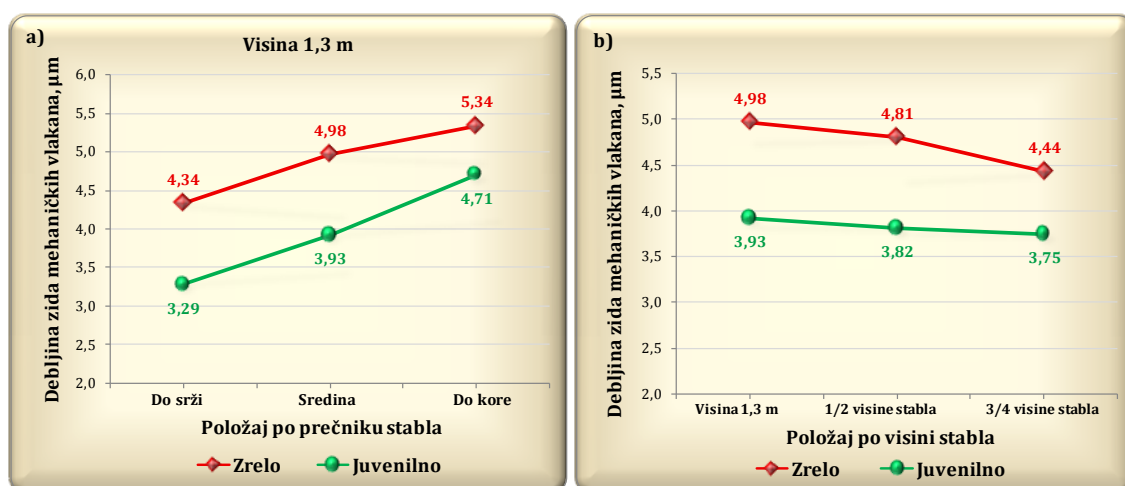 a)
Visina 1,3 m
Debljina zida mehaničkih vlakana, µm
6,0
5,5
5,0
4,5
4,0
3,5
3,0
2,5
2,0
4,34
4,98
5,34
3,29
3,93
4,71
Do srži
Sredina
Do kore
Položaj po prečniku stabla
Zrelo
Juvenilno
b)
Debljina zida mehaničkih vlakana, µm
5,5
5,0
4,5
4,0
3,5
3,0
2,5
2,0
4,98
4,81
4,44
3,93
3,82
3,75
Visina 1,3 m
1/2 visine stabla
3/4 visine stabla
Položaj po visini stabla
Zrelo
Juvenilno